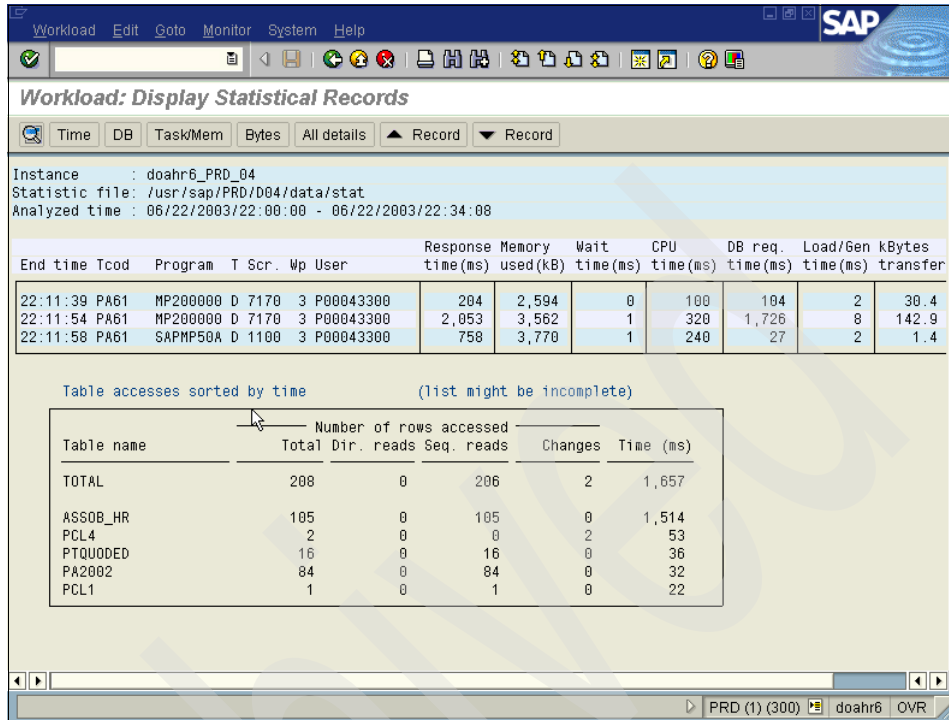 Workload Edit Goto Monitor System Help
SAP
Workload: Display Statistical Records
Time DB Task/Mem Bytes All details Record Record
Instance : doahr6_PRD_04
Statistic file: /usr/sap/PRD/D04/data/stat
Analyzed time : 06/22/2003/22:00:00 - 06/22/2003/22:34:08
Response Memory Wait CPU DB req. Load/Gen kBytes
End time Tcod Program T Scr. Wp User time(ms) used(kB) time(ms) time(ms) time(ms) time(ms) transfer
22:11:39 PA61 MP200000 D 7170 3 P00043300 204 2,594 0 100 104 2 30.4
22:11:54 PA61 MP200000 D 7170 3 P00043300 2,053 3,562 1 320 1,726 8 142.9
22:11:58 PA61 SAPMP50A D 1100 3 P00043300 758 3,770 1 240 27 2 1.4
Table accesses sorted by time (list might be incomplete)
Number of rows accessed
Table name Total Dir. reads Seq. reads Changes Time (ms)
TOTAL 208 0 206 2 1,657
ASSOB_HR 105 0 105 0 1,514
PCL4 2 0 0 2 53
PTQUODED 16 0 16 0 36
PA2002 84 0 84 0 32
PCL1 1 0 1 0 22
PRD (1) (300) doahr6 OVR